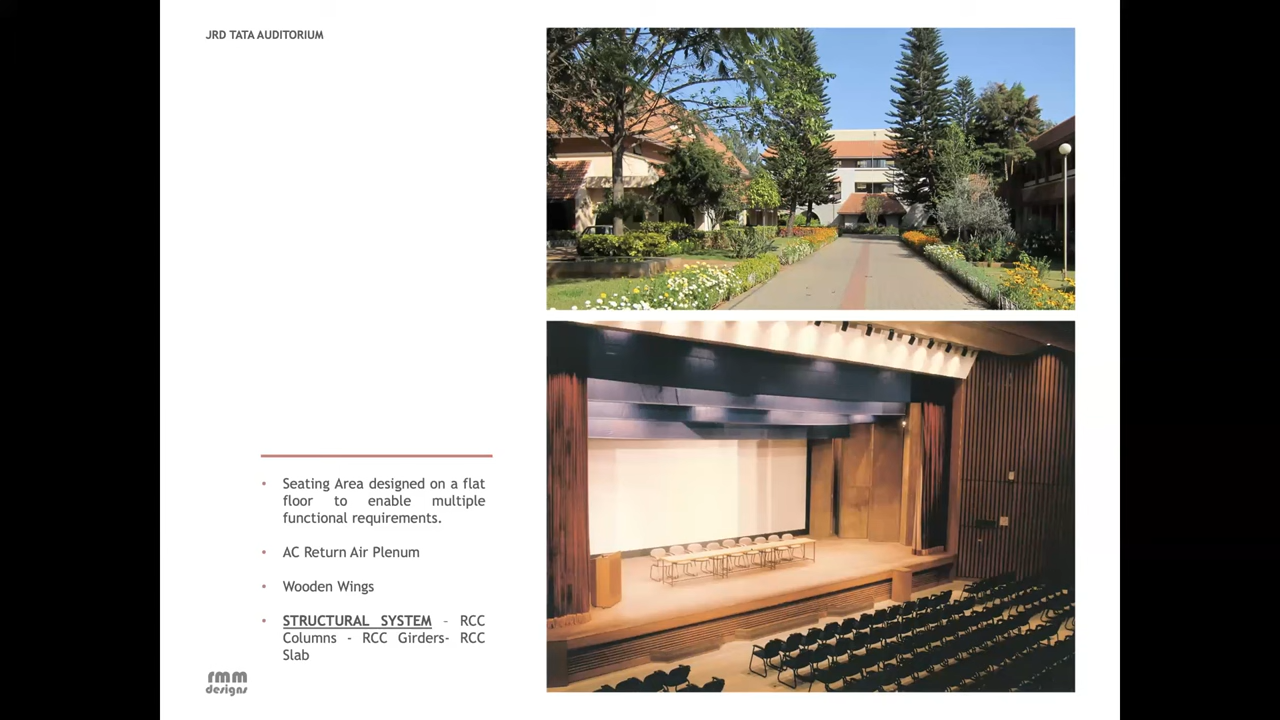 JRD TATA AUDITORIUM
• Seating Area designed on a flat
floor to enable multiple
functional requirements.
• AC Return Air Plenum
• Wooden Wings
• STRUCTURAL SYSTEM – RCC
Columns - RCC Girders- RCC
Slab
rmm
designs